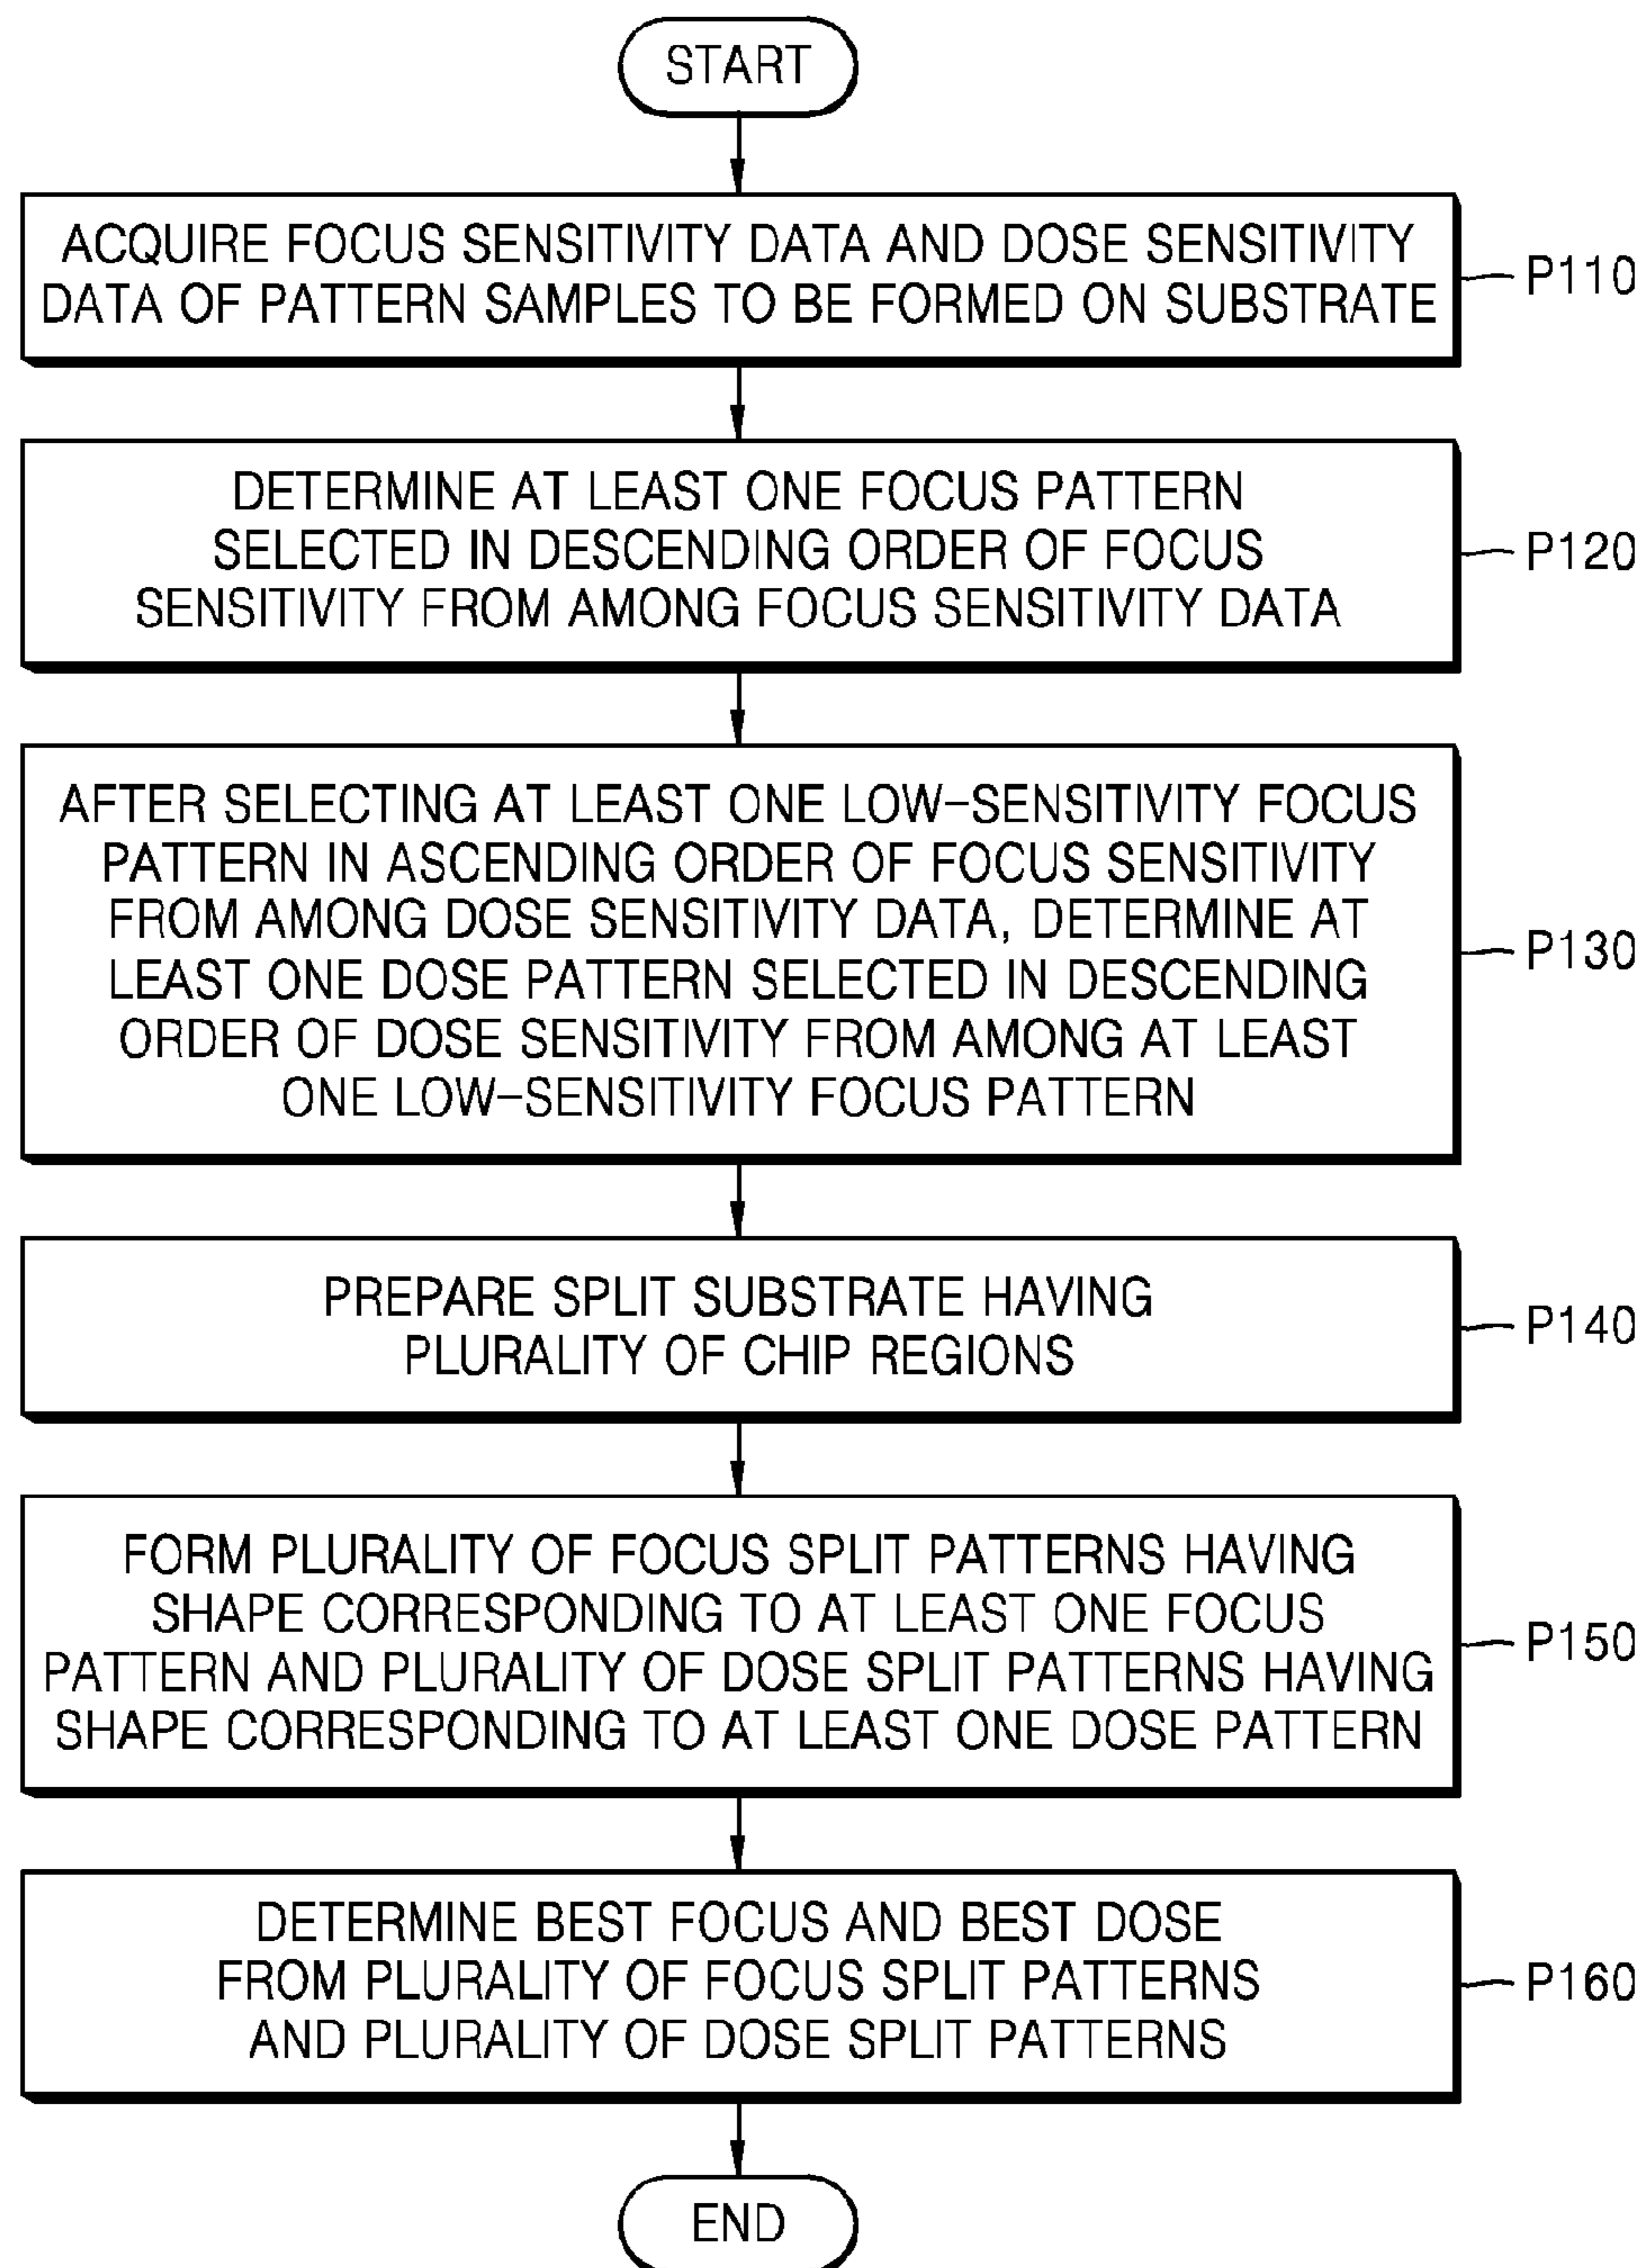 START
ACQUIRE FOCUS SENSITIVITY DATA AND DOSE SENSITIVITY
DATA OF PATTERN SAMPLES TO BE FORMED ON SUBSTRATE
P110
DETERMINE AT LEAST ONE FOCUS PATTERN
SELECTED IN DESCENDING ORDER OF FOCUS
SENSITIVITY FROM AMONG FOCUS SENSITIVITY DATA
P120
AFTER SELECTING AT LEAST ONE LOW-SENSITIVITY FOCUS
PATTERN IN ASCENDING ORDER OF FOCUS SENSITIVITY
FROM AMONG DOSE SENSITIVITY DATA, DETERMINE AT
LEAST ONE DOSE PATTERN SELECTED IN DESCENDING
ORDER OF DOSE SENSITIVITY FROM AMONG AT LEAST
ONE LOW-SENSITIVITY FOCUS PATTERN
P130
PREPARE SPLIT SUBSTRATE HAVING
PLURALITY OF CHIP REGIONS
P140
FORM PLURALITY OF FOCUS SPLIT PATTERNS HAVING
SHAPE CORRESPONDING TO AT LEAST ONE FOCUS
PATTERN AND PLURALITY OF DOSE SPLIT PATTERNS HAVING
SHAPE CORRESPONDING TO AT LEAST ONE DOSE PATTERN
P150
DETERMINE BEST FOCUS AND BEST DOSE
FROM PLURALITY OF FOCUS SPLIT PATTERNS
AND PLURALITY OF DOSE SPLIT PATTERNS
P160
END